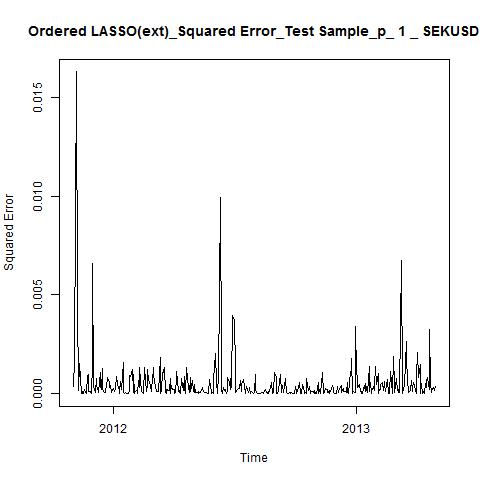 Ordered LASSO(ext)_Squared Error_Test Sample_p_ 1 _ SEKUSD
Squared Error
0.015
0.010
0.005
0.000
2012 2013
Time